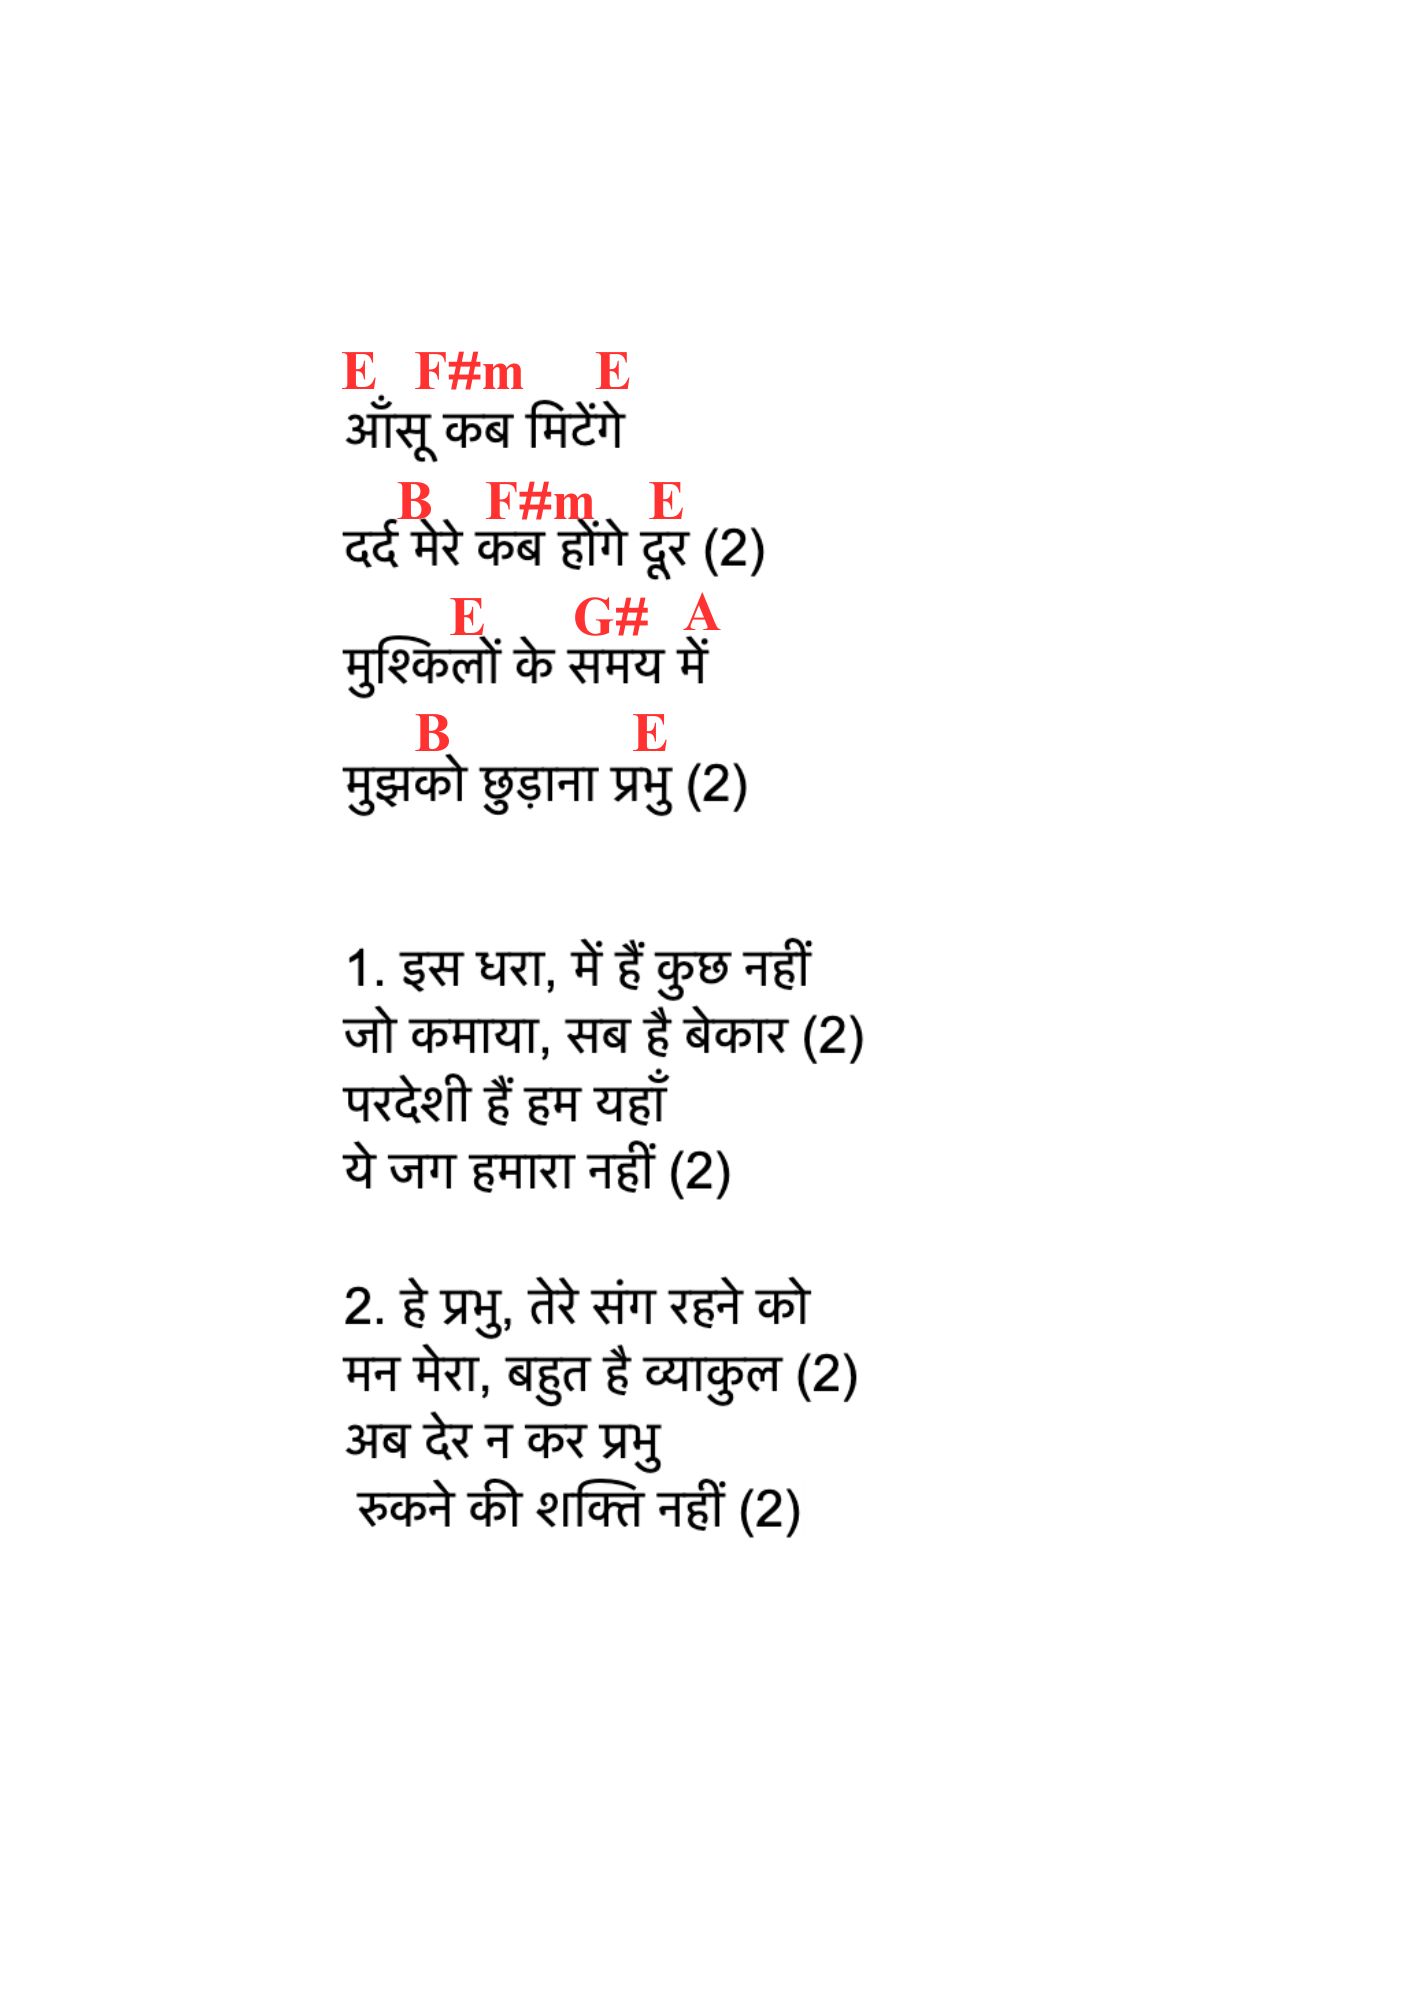 E F#m E
आँसू कब मिटेंगे
B F#m E
दर्द मेरे कब होंगे दूर (2)
E G# A
मुश्किलों के समय में
B E
मुझको छुड़ाना प्रभु (2)
1. इस धरा, में हैं कुछ नहीं
जो कमाया, सब है बेकार (2)
परदेशी हैं हम यहाँ
ये जग हमारा नहीं (2)
2. हे प्रभु, तेरे संग रहने को
मन मेरा, बहुत है व्याकुल (2)
अब देर न कर प्रभु
रुकने की शक्ति नहीं (2)